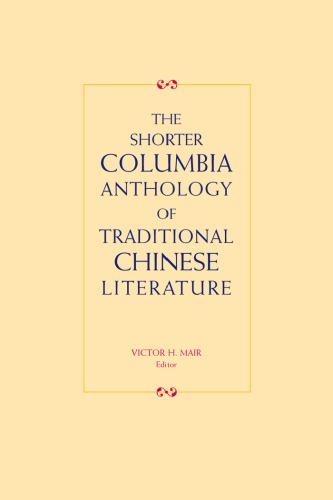 THE
SHORTER
COLUMBIA
ANTHOLOGY
OF
TRADITIONAL
CHINESE
LITERATURE
VICTOR H. MAIR
Editor